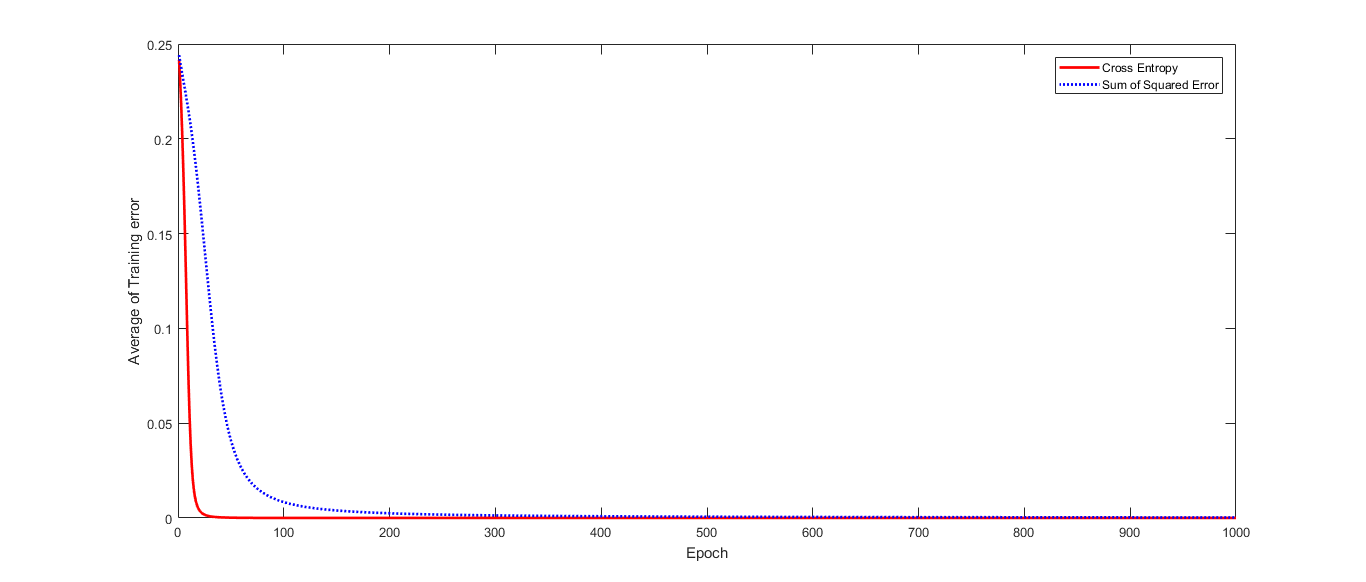 0.25
0.2
0.15
0.1
0.05
0
Average of Training error
Cross Entropy
Sum of Squared Error
0 100 200 300 400 500 600 700 800 900 1000
Epoch